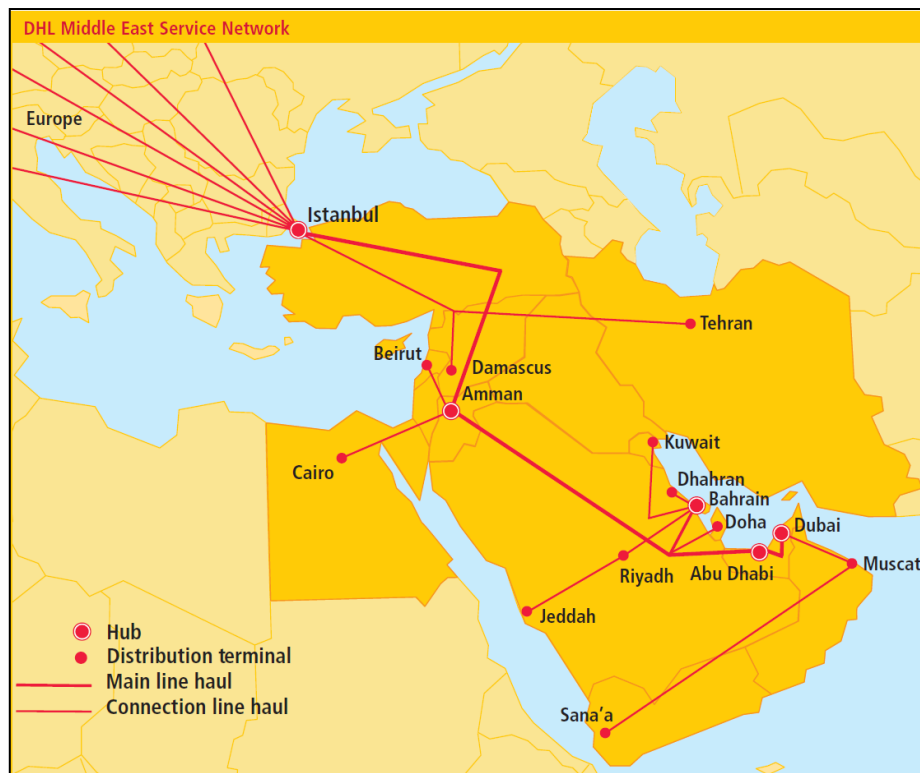 DHL Middle East Service Network
Europe
Istanbul
Tehran
Beirut
Damascus
Amman
Kuwait
Cairo
Dhahran
Bahrain
Doha
Dubai
Riyadh
Abu Dhabi
Muscat
Jeddah
Hub
Distribution terminal
Main line haul
Connection line haul
Sana’a